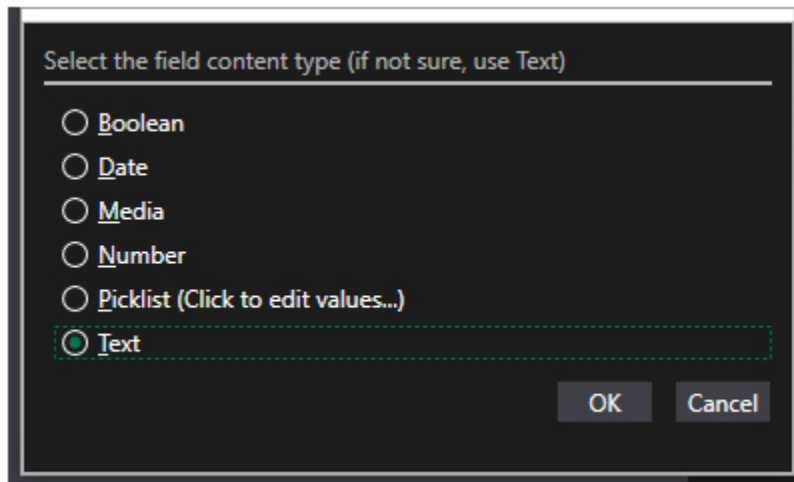 Select the field content type (if not sure, use Text)
Boolean
Date
Media
Number
Picklist (Click to edit values...)
Text
OK Cancel